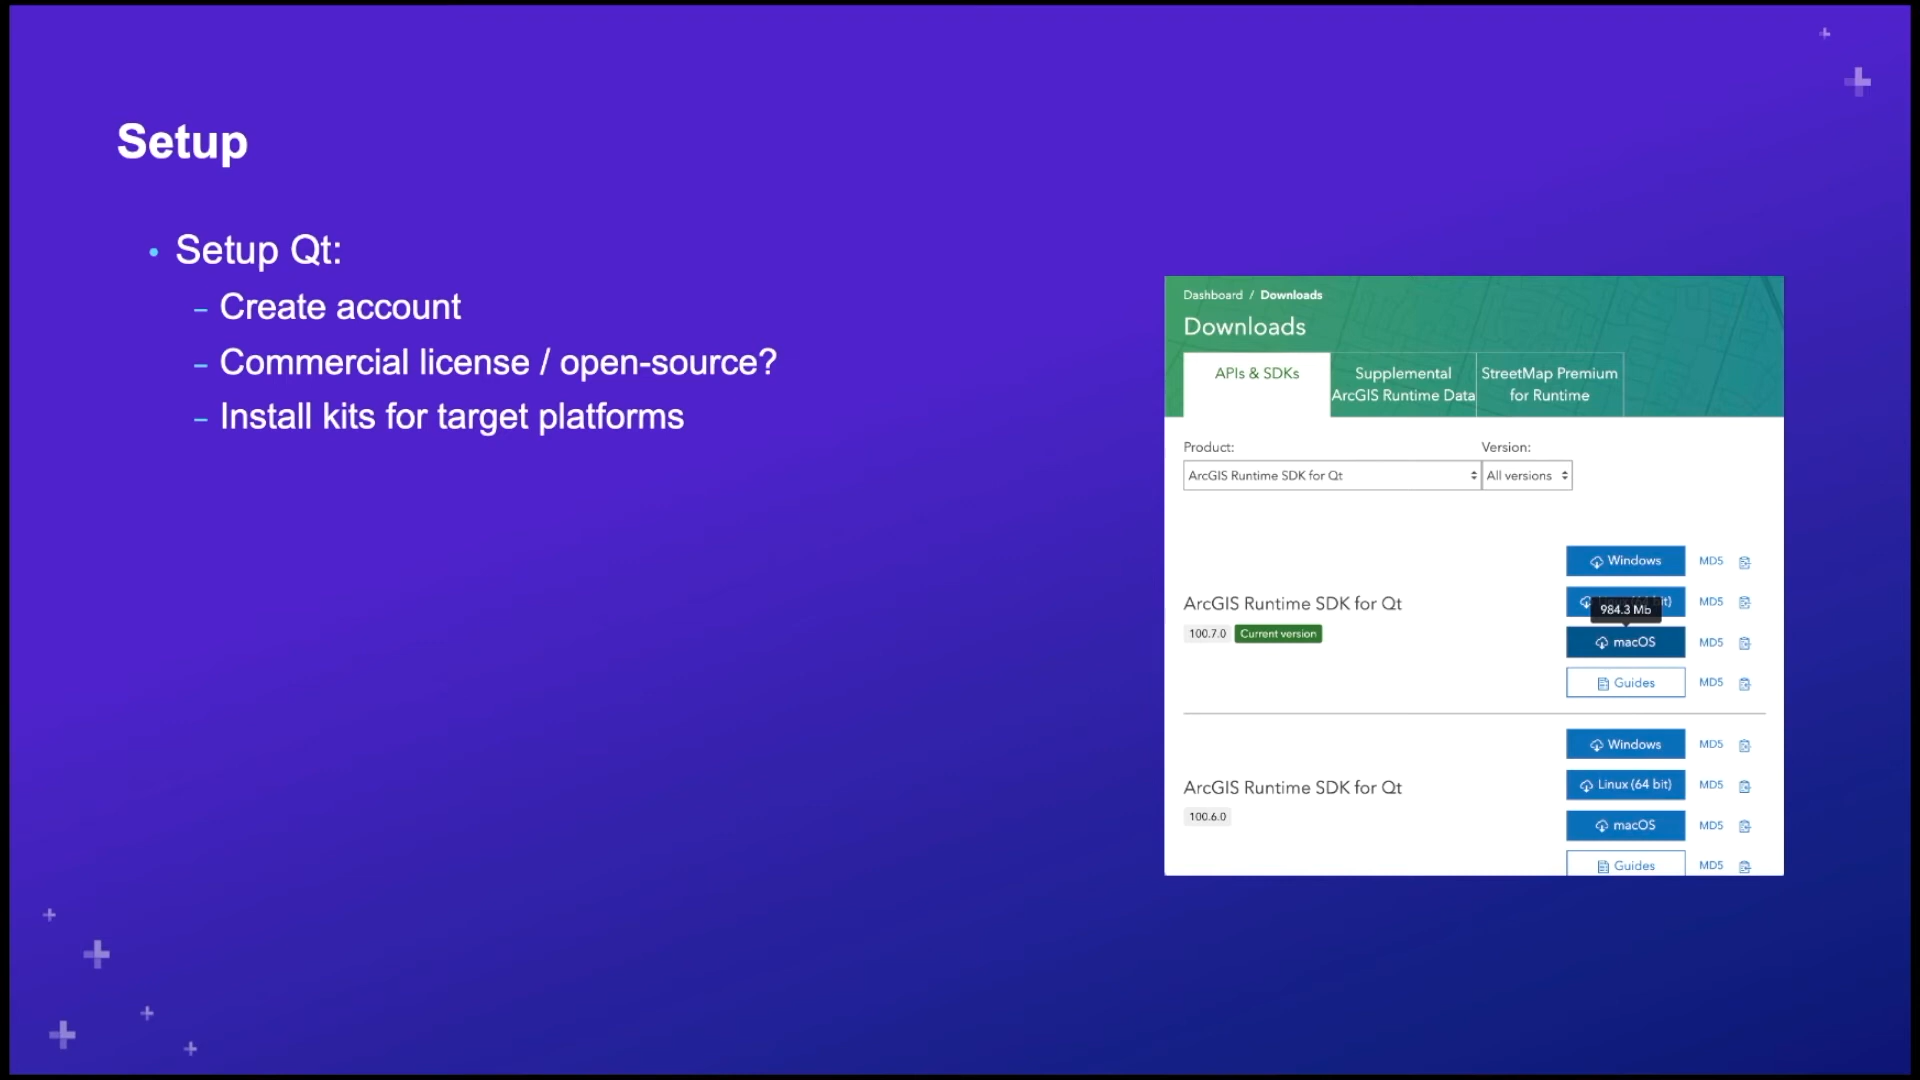 Setup
• Setup Qt:
– Create account
– Commercial license / open-source?
– Install kits for target platforms
Dashboard / Downloads
Downloads
APIs & SDKs
Supplemental
ArcGIS Runtime Data
StreetMap Premium
for Runtime
Product:
Version:
ArcGIS Runtime SDK for Qt
All versions
Windows MD5
ArcGIS Runtime SDK for Qt
100.7.0 Current version
MD5
984.3 Mb
macOS MD5
Guides MD5
Windows MD5
ArcGIS Runtime SDK for Qt
100.6.0
Linux (64 bit) MD5
macOS MD5
Guides MD5